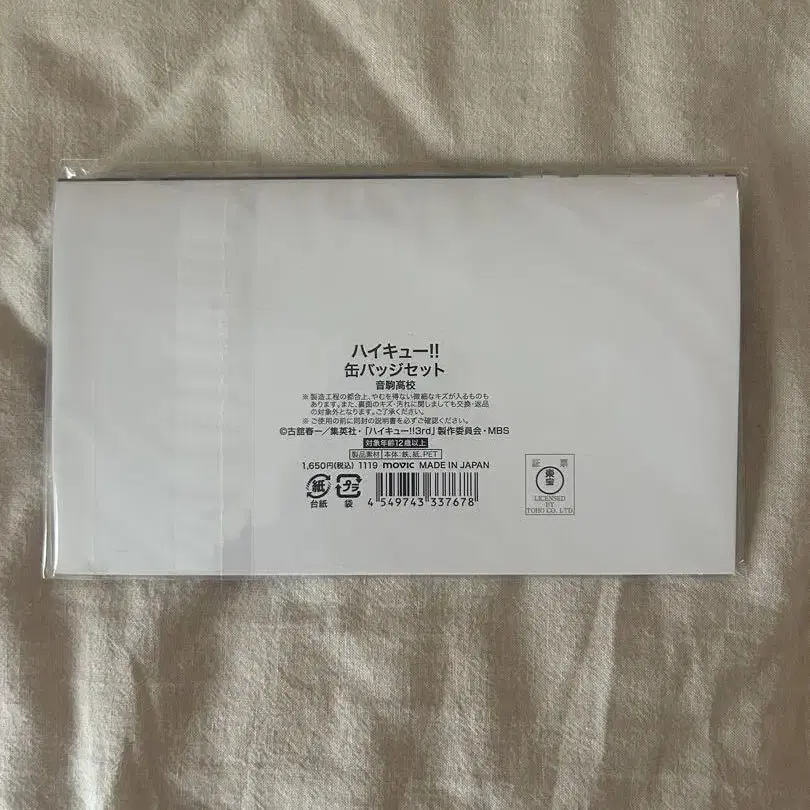 ハイキュー!!
缶バッジセット
音駒高校
※製造工程の都合上、やむを得ない微細なキズが入るものも
あります。また、裏面のキズ・汚れに関しましても交換・返品
の対象外となります。ご了承ください。
※ご使用の前に同封の説明書を必ずご確認ください。
©古舘春一／集英社・「ハイキュー!!3rd」製作委員会・MBS
対象年齢12歳以上
製品素材 本体:鉄、紙、PET
1,650円(税込) 1119 movic MADE IN JAPAN
紙 プラ
台紙 袋
4 549743 337678
証票
東宝
LICENSED
BY
TOHO CO. LTD.